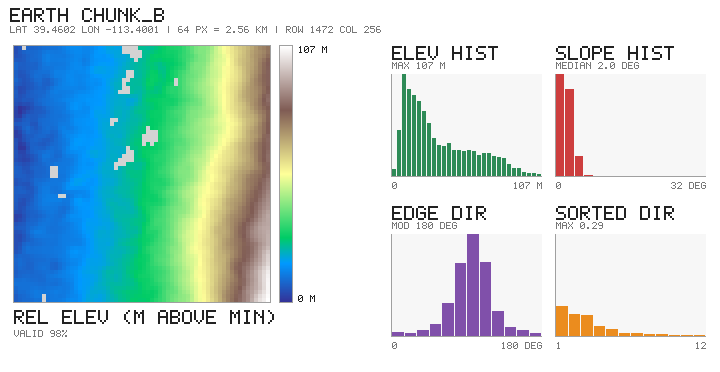 EARTH CHUNK_B
LAT 39.4602 LON -113.4001 | 64 PX = 2.56 KM | ROW 1472 COL 256
107 M
0 M
REL ELEV (M ABOVE MIN)
VALID 98%
ELEV HIST
MAX 107 M
0 107 M
SLOPE HIST
MEDIAN 2.0 DEG
0 32 DEG
EDGE DIR
MOD 180 DEG
0 180 DEG
SORTED DIR
MAX 0.29
1 12